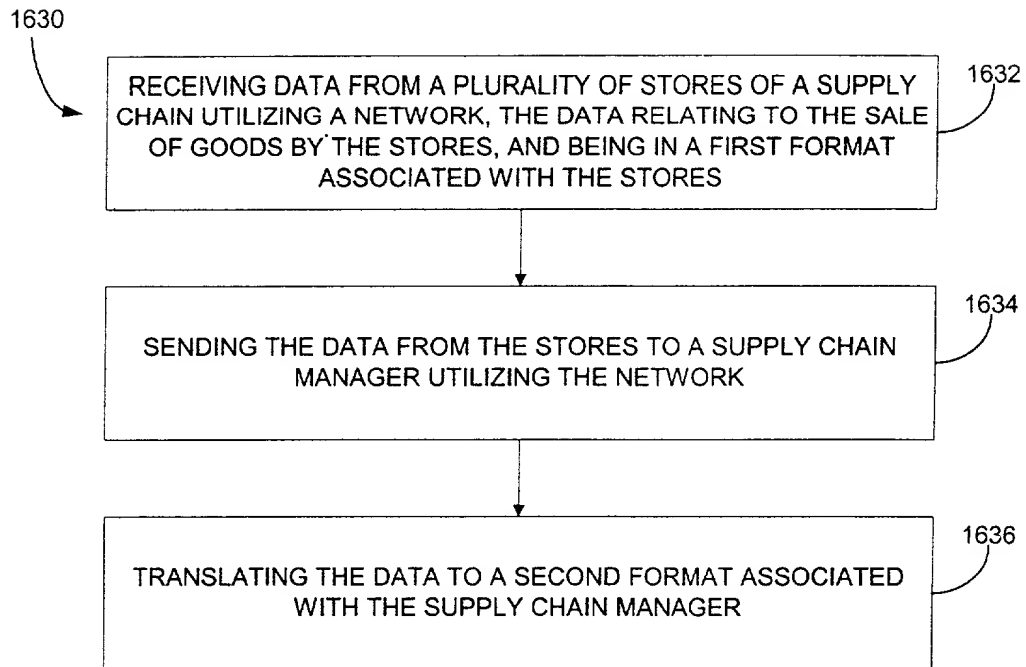 1630
RECEIVING DATA FROM A PLURALITY OF STORES OF A SUPPLY
CHAIN UTILIZING A NETWORK, THE DATA RELATING TO THE SALE
OF GOODS BY THE STORES, AND BEING IN A FIRST FORMAT
ASSOCIATED WITH THE STORES
1632
SENDING THE DATA FROM THE STORES TO A SUPPLY CHAIN
MANAGER UTILIZING THE NETWORK
1634
TRANSLATING THE DATA TO A SECOND FORMAT ASSOCIATED
WITH THE SUPPLY CHAIN MANAGER
1636